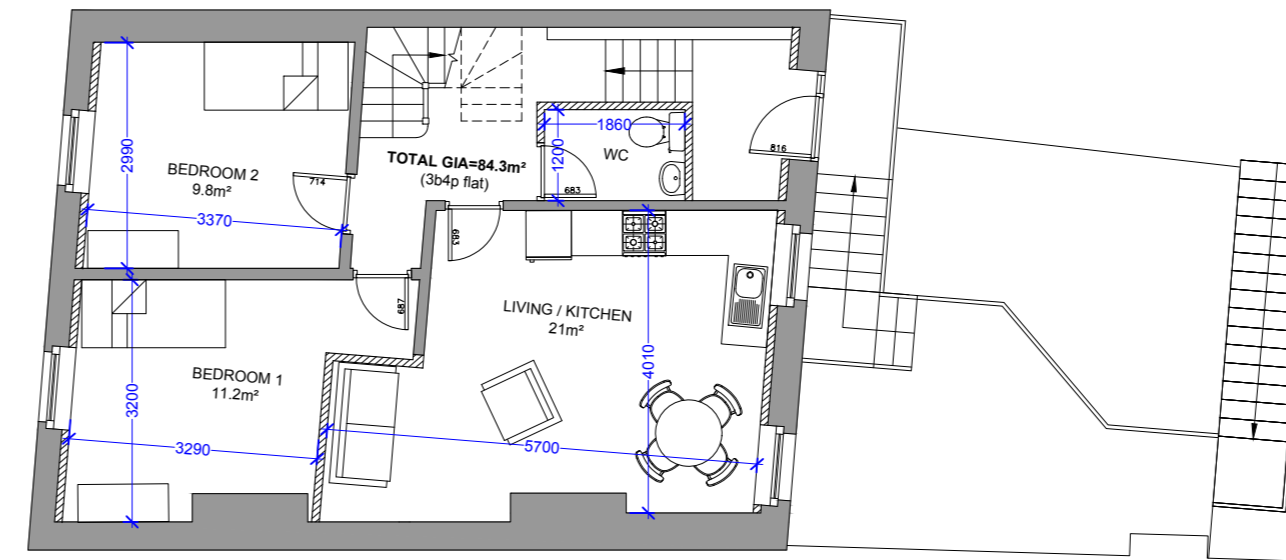 2990
BEDROOM 2
9.8m²
714
3370
TOTAL GIA=84.3m²
(3b4p flat)
1860
1200
WC
683
816
683
687
LIVING / KITCHEN
21m²
4010
BEDROOM 1
11.2m²
3200
3290
5700